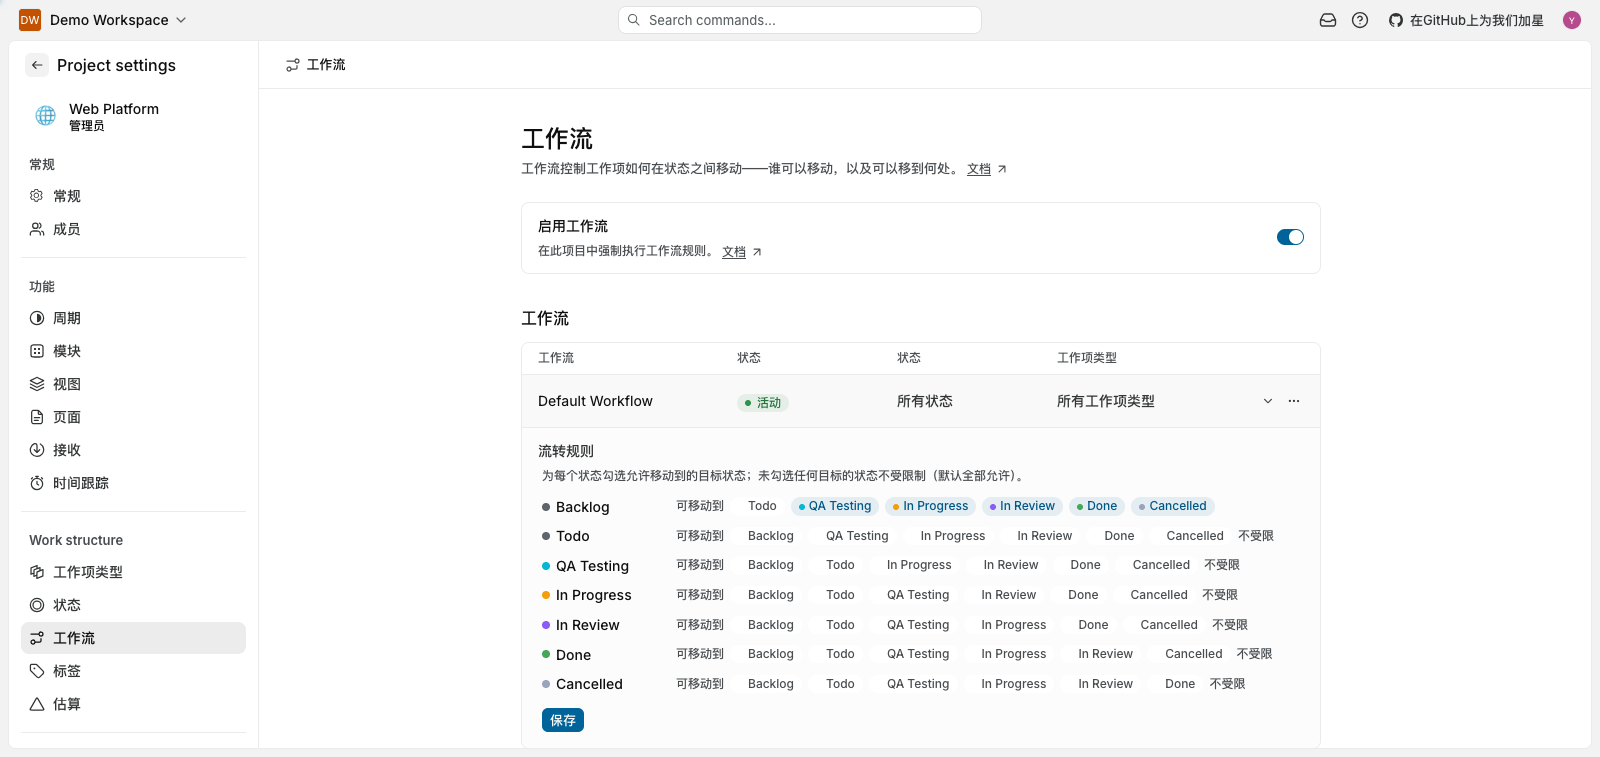 DW Demo Workspace
Search commands...
在GitHub上为我们加星
Y
Project settings
工作流
Web Platform
管理员
常规
常规
成员
功能
周期
模块
视图
页面
接收
时间跟踪
Work structure
工作项类型
状态
工作流
标签
估算
工作流
工作流控制工作项如何在状态之间移动——谁可以移动，以及可以移到何处。 文档
启用工作流
在此项目中强制执行工作流规则。 文档
工作流
工作流 状态 状态 工作项类型
Default Workflow 活动 所有状态 所有工作项类型
流转规则
为每个状态勾选允许移动到的目标状态；未勾选任何目标的状态不受限制（默认全部允许）。
Backlog 可移动到 Todo QA Testing In Progress In Review Done Cancelled
Todo 可移动到 Backlog QA Testing In Progress In Review Done Cancelled 不受限
QA Testing 可移动到 Backlog Todo In Progress In Review Done Cancelled 不受限
In Progress 可移动到 Backlog Todo QA Testing In Review Done Cancelled 不受限
In Review 可移动到 Backlog Todo QA Testing In Progress Done Cancelled 不受限
Done 可移动到 Backlog Todo QA Testing In Progress In Review Cancelled 不受限
Cancelled 可移动到 Backlog Todo QA Testing In Progress In Review Done 不受限
保存